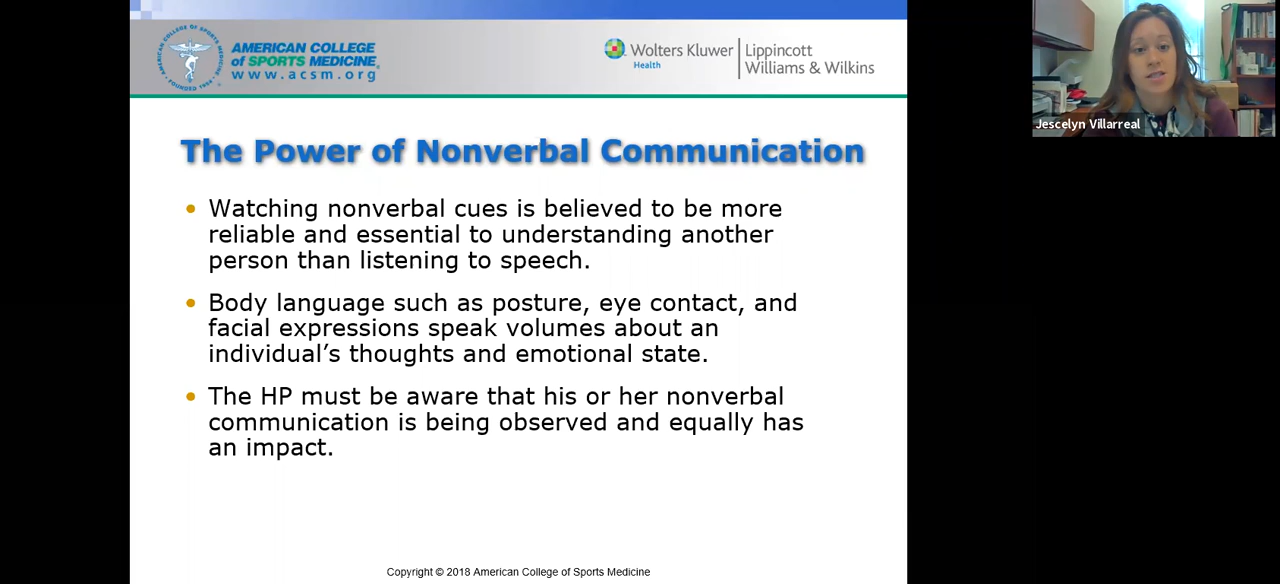 AMERICAN COLLEGE
of SPORTS MEDICINE®
www.acsm.org
Wolters Kluwer
Health
Lippincott
Williams & Wilkins
Jescelyn Villarreal
The Power of Nonverbal Communication
• Watching nonverbal cues is believed to be more
reliable and essential to understanding another
person than listening to speech.
• Body language such as posture, eye contact, and
facial expressions speak volumes about an
individual’s thoughts and emotional state.
• The HP must be aware that his or her nonverbal
communication is being observed and equally has
an impact.
Copyright © 2018 American College of Sports Medicine